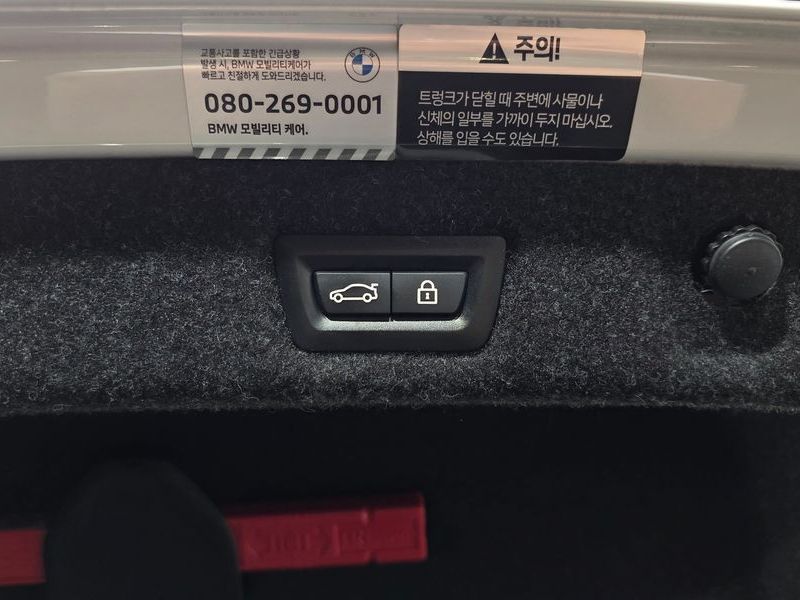 교통사고를 포함한 긴급상황
발생 시, BMW 모빌리티케어가
빠르고 친절하게 도와드리겠습니다.
080-269-0001
BMW 모빌리티 케어.
BMW
주의!
트렁크가 닫힐 때 주변에 사물이나
신체의 일부를 가까이 두지 마십시오.
상해를 입을 수도 있습니다.